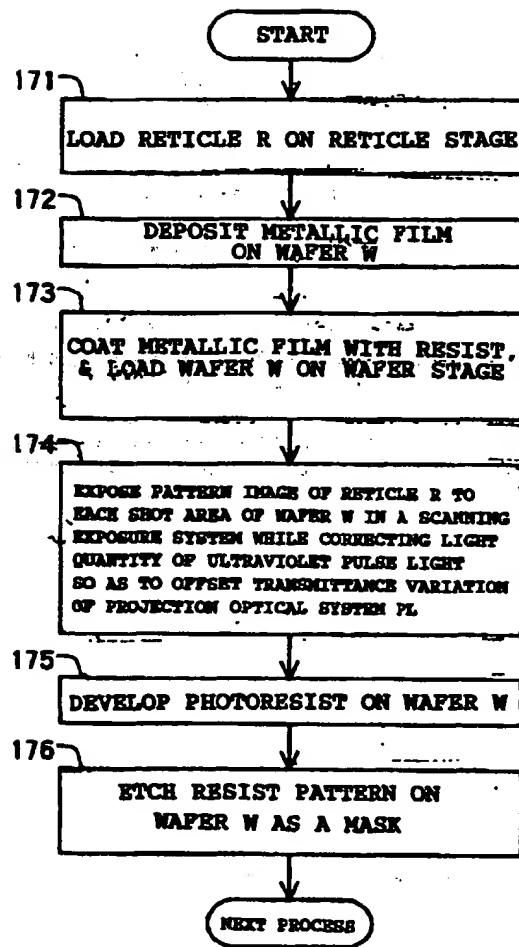 START
171
LOAD RETICLE R ON RETICLE STAGE
172
DEPOSIT METALLIC FILM
ON WAFER W
173
COAT METALLIC FILM WITH RESIST,
& LOAD WAFER W ON WAFER STAGE
174
EXPOSE PATTERN IMAGE OF RETICLE R TO
EACH SHOT AREA OF WAFER W IN A SCANNING
EXPOSURE SYSTEM WHILE CORRECTING LIGHT
QUANTITY OF ULTRAVIOLET PULSE LIGHT
SO AS TO OFFSET TRANSMITTANCE VARIATION
OF PROJECTION OPTICAL SYSTEM PL
175
DEVELOP PHOTORESIST ON WAFER W
176
ETCH RESIST PATTERN ON
WAFER W AS A MASK
NEXT PROCESS